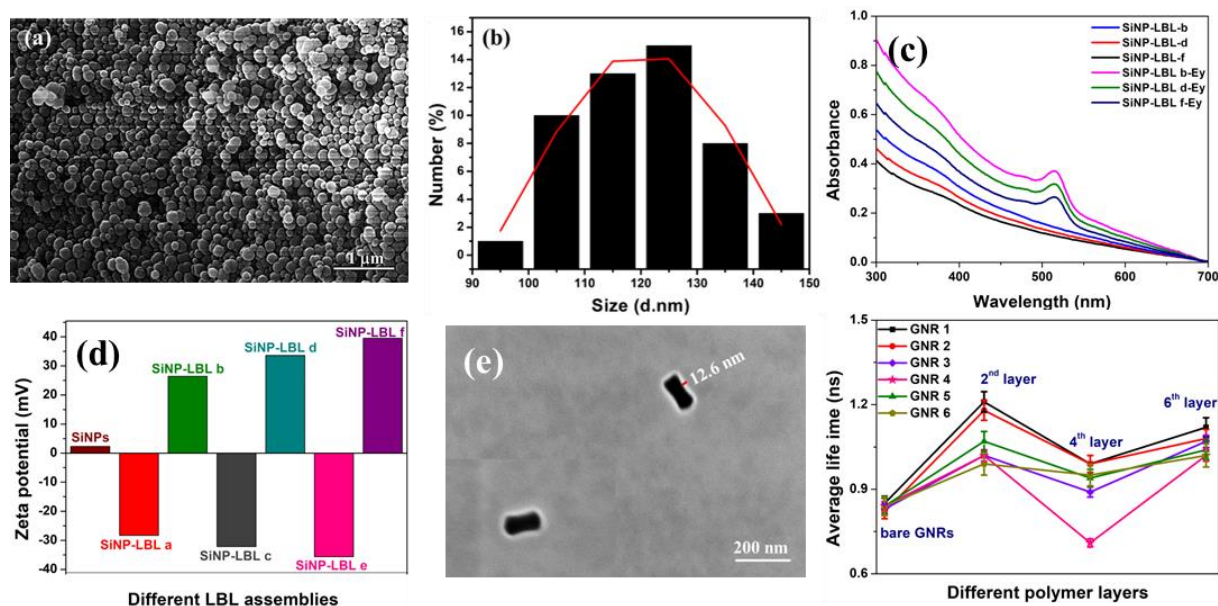 (a)
1 μm
(b)
Number (%)
16
14
12
10
8
6
4
2
0
90 100 110 120 130 140 150
Size (d.nm)
(c)
Absorbance
1.0
0.8
0.6
0.4
0.2
0.0
300 400 500 600 700
Wavelength (nm)
SiNP-LBL-b
SiNP-LBL-d
SiNP-LBL-f
SiNP-LBL b-Ey
SiNP-LBL d-Ey
SiNP-LBL f-Ey
(d)
Zeta potential (mV)
40
30
20
10
0
-10
-20
-30
-40
SiNPs
SiNP-LBL a
SiNP-LBL b
SiNP-LBL c
SiNP-LBL d
SiNP-LBL e
SiNP-LBL f
Different LBL assemblies
(e)
12.6 nm
200 nm
Average life ime (ns)
1.5
1.2
0.9
0.6
GNR 1
GNR 2
GNR 3
GNR 4
GNR 5
GNR 6
bare GNRs
2nd layer
4th layer
6th layer
Different polymer layers